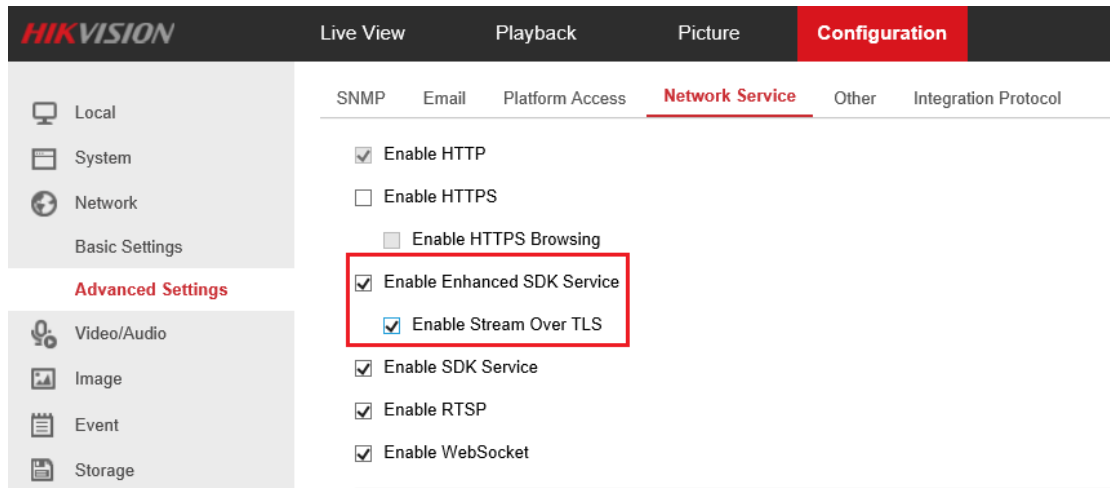 HIKVISION
Live View
Playback
Picture
Configuration
Local
System
Network
Basic Settings
Advanced Settings
Video/Audio
Image
Event
Storage
SNMP
Email
Platform Access
Network Service
Other
Integration Protocol
Enable HTTP
Enable HTTPS
Enable HTTPS Browsing
Enable Enhanced SDK Service
Enable Stream Over TLS
Enable SDK Service
Enable RTSP
Enable WebSocket